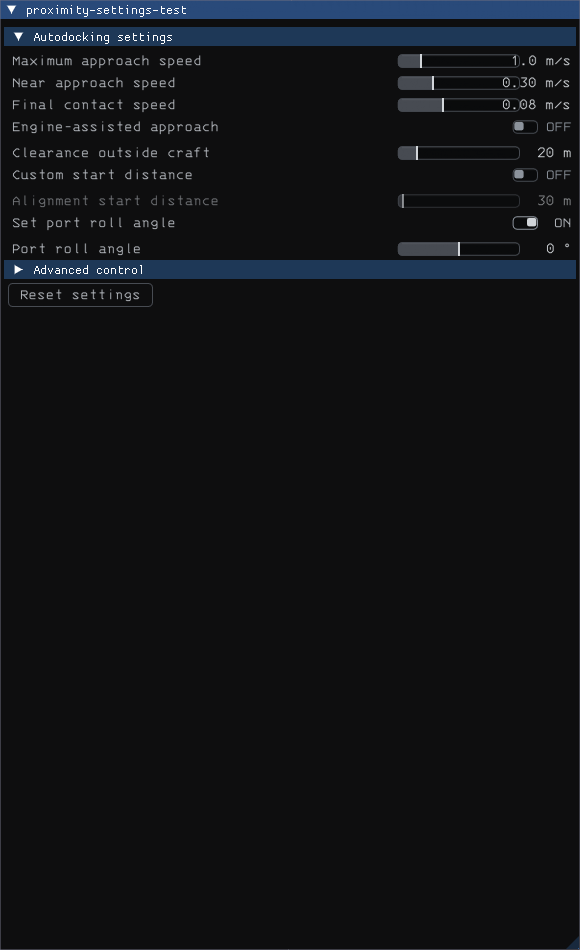 proximity-settings-test
Autodocking settings
Maximum approach speed 1.0 m/s
Near approach speed 0.30 m/s
Final contact speed 0.08 m/s
Engine-assisted approach OFF
Clearance outside craft 20 m
Custom start distance OFF
Alignment start distance 30 m
Set port roll angle ON
Port roll angle 0 °
Advanced control
Reset settings